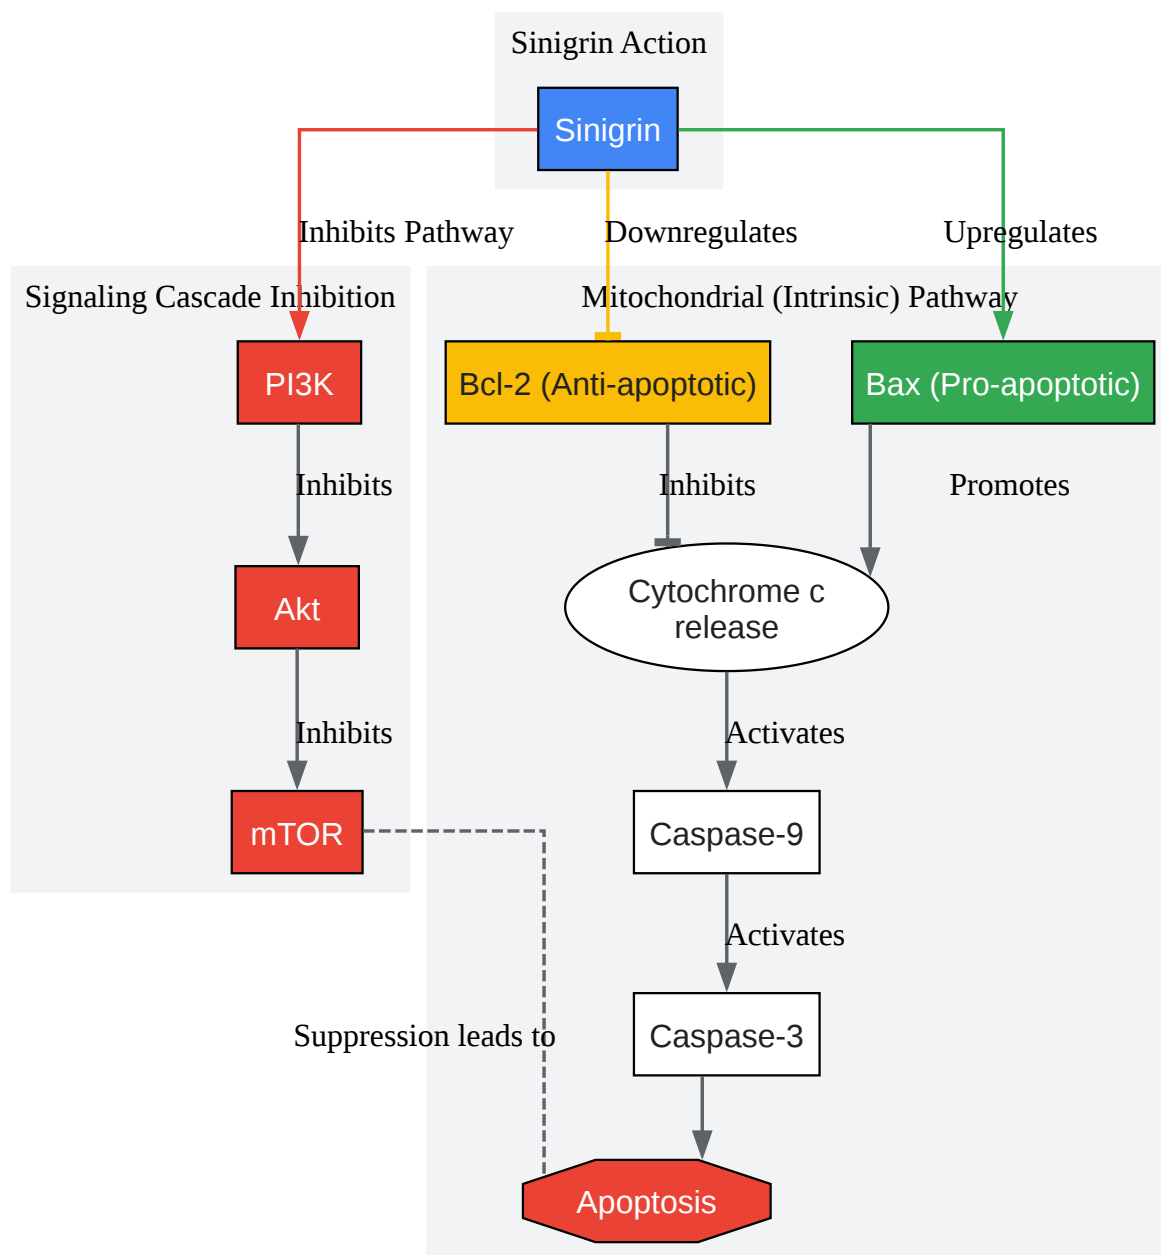 Sinigrin Action
Sinigrin
Inhibits Pathway
Downregulates
Upregulates
Signaling Cascade Inhibition
Mitochondrial (Intrinsic) Pathway
PI3K
Bcl-2 (Anti-apoptotic)
Bax (Pro-apoptotic)
Inhibits
Inhibits
Promotes
Akt
Cytochrome c
release
Inhibits
Activates
mTOR
Caspase-9
Activates
Suppression leads to
Caspase-3
Apoptosis